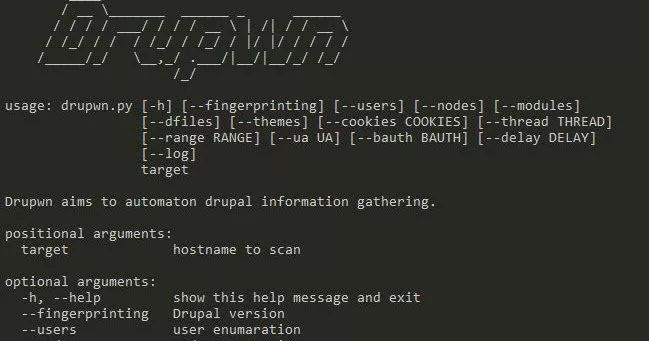 Drupwn
usage: drupwn.py [-h] [--fingerprinting] [--users] [--nodes] [--modules]
[--dfiles] [--themes] [--cookies COOKIES] [--thread THREAD]
[--range RANGE] [--ua UA] [--bauth BAUTH] [--delay DELAY]
[--log]
target
Drupwn aims to automaton drupal information gathering.
positional arguments:
target hostname to scan
optional arguments:
-h, --help show this help message and exit
--fingerprinting Drupal version
--users user enumaration